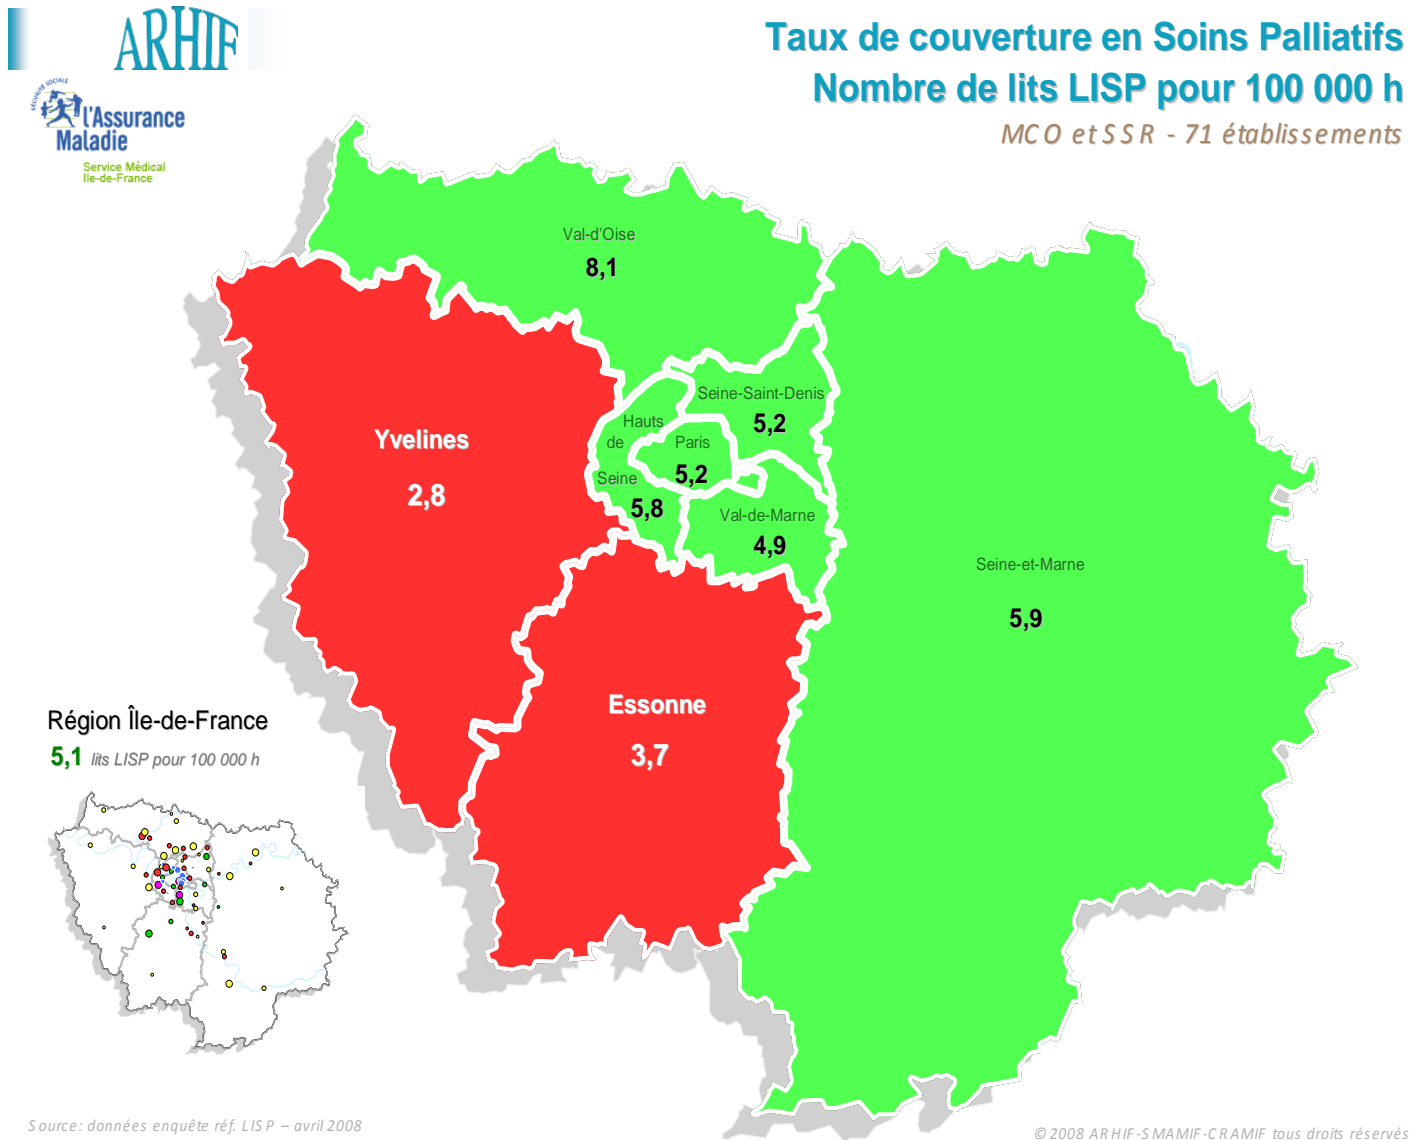 ARHIF
SÉCURITÉ SOCIALE
l'Assurance
Maladie
Service Médical
Ile-de-France
Taux de couverture en Soins Palliatifs
Nombre de lits LISP pour 100 000 h
MCO et SSR - 71 établissements
Val-d'Oise
8,1
Yvelines
2,8
Seine-Saint-Denis
5,2
Hauts
de
Seine
5,8
Paris
5,2
Val-de-Marne
4,9
Seine-et-Marne
5,9
Essonne
3,7
Région Île-de-France
5,1 lits LISP pour 100 000 h
Source: données enquête réf. LISP – avril 2008
©2008 ARHIF-SMAMIF-CRAMIF tous droits réservés